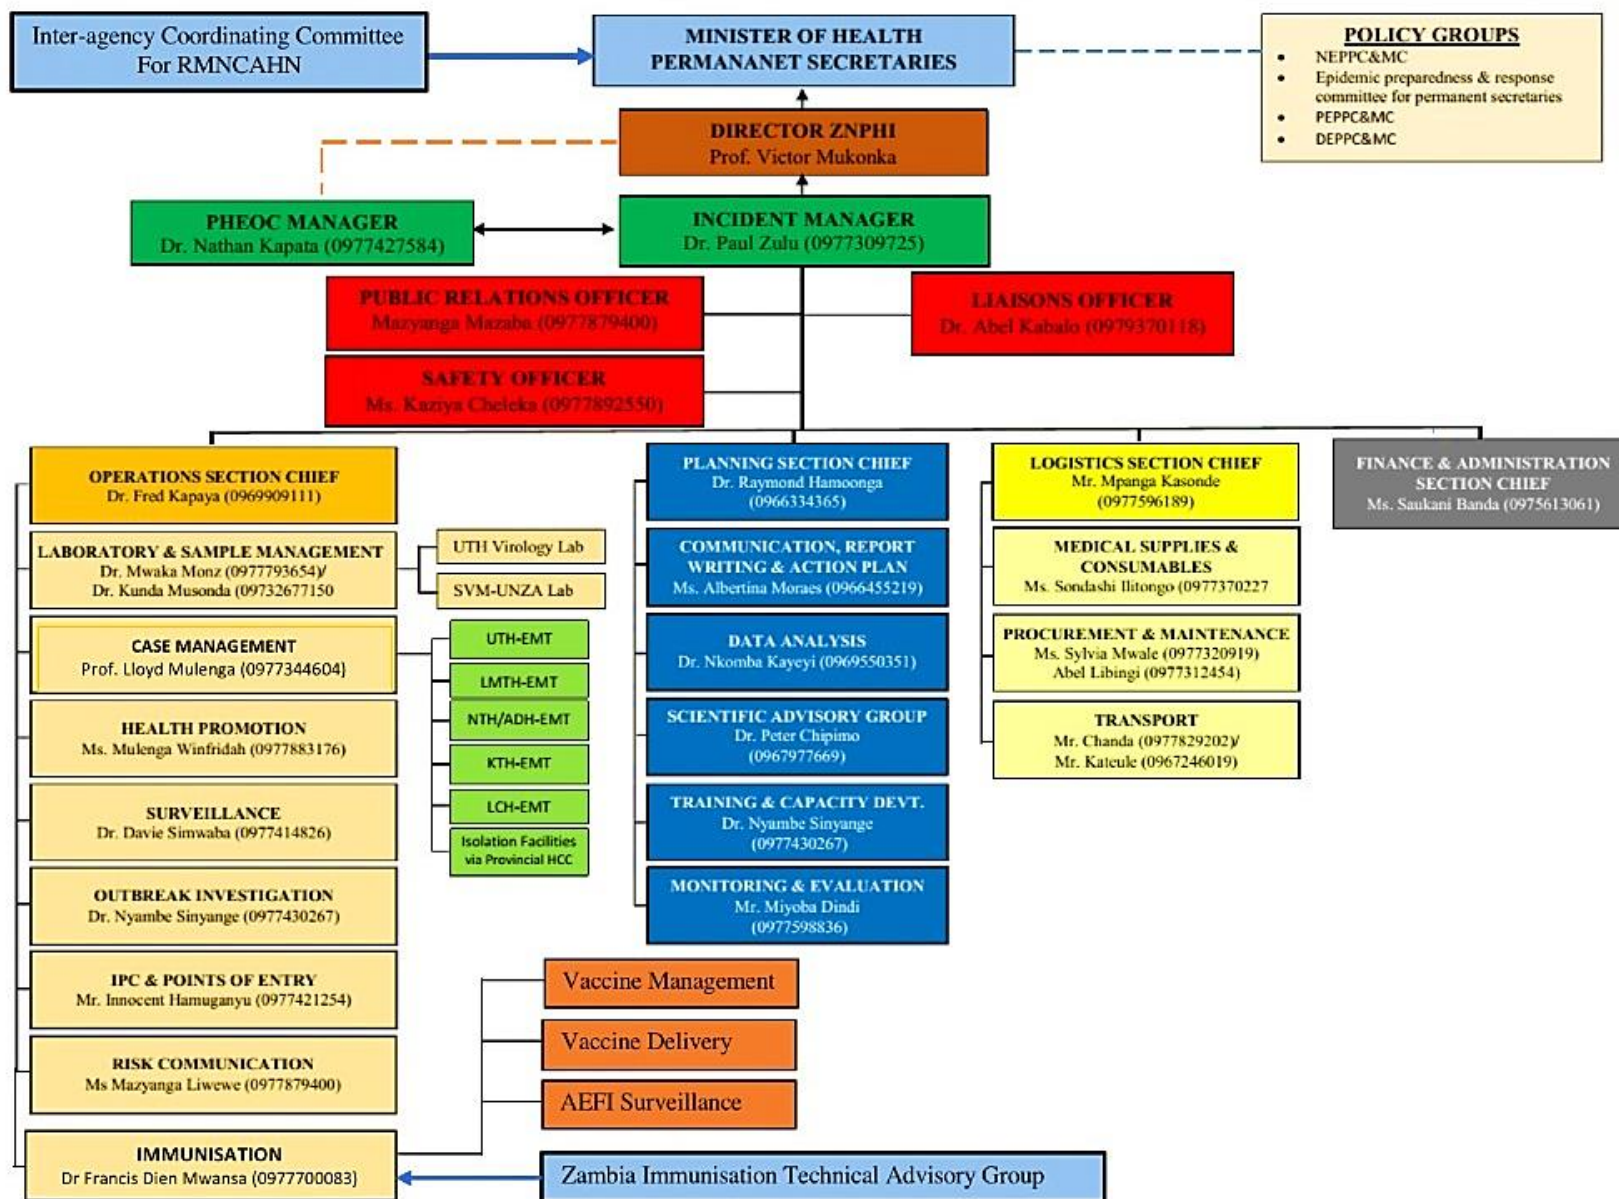 Inter-agency Coordinating Committee
For RMNCAHN
MINISTER OF HEALTH
PERMANANET SECRETARIES
POLICY GROUPS
• NEPPC&MC
• Epidemic preparedness & response
committee for permanent secretaries
• PEPPC&MC
• DEPPC&MC
DIRECTOR ZNPHI
Prof. Victor Mukonka
PHEOC MANAGER
Dr. Nathan Kapata (0977427584)
INCIDENT MANAGER
Dr. Paul Zulu (0977309725)
PUBLIC RELATIONS OFFICER
Mazyanga Mazaba (0977879400)
LIAISONS OFFICER
Dr. Abel Kabalo (0979370118)
SAFETY OFFICER
Ms. Kaziya Cheleka (0977892550)
OPERATIONS SECTION CHIEF
Dr. Fred Kapaya (0969909111)
LABORATORY & SAMPLE MANAGEMENT
Dr. Mwaka Monz (0977793654)/
Dr. Kunda Musonda (09732677150
UTH Virology Lab
SVM-UNZA Lab
CASE MANAGEMENT
Prof. Lloyd Mulenga (0977344604)
UTH-EMT
LMTH-EMT
NTH/ADH-EMT
KTH-EMT
LCH-EMT
Isolation Facilities
via Provincial HCC
HEALTH PROMOTION
Ms. Mulenga Winfridah (0977883176)
SURVEILLANCE
Dr. Davie Simwaba (0977414826)
OUTBREAK INVESTIGATION
Dr. Nyambe Sinyange (0977430267)
IPC & POINTS OF ENTRY
Mr. Innocent Hamuganyu (0977421254)
RISK COMMUNICATION
Ms Mazyanga Liwewe (0977879400)
IMMUNISATION
Dr Francis Dien Mwansa (0977700083)
PLANNING SECTION CHIEF
Dr. Raymond Hamoonga
(0966334365)
COMMUNICATION, REPORT
WRITING & ACTION PLAN
Ms. Albertina Moraes (0966455219)
DATA ANALYSIS
Dr. Nkomba Kayeyi (0969550351)
SCIENTIFIC ADVISORY GROUP
Dr. Peter Chipimo
(0967977669)
TRAINING & CAPACITY DEVT.
Dr. Nyambe Sinyange
(0977430267)
MONITORING & EVALUATION
Mr. Miyoba Dindi
(0977598836)
LOGISTICS SECTION CHIEF
Mr. Mpanga Kasonde
(0977596189)
MEDICAL SUPPLIES &
CONSUMABLES
Ms. Sondashi Ilitongo (0977370227
PROCUREMENT & MAINTENANCE
Ms. Sylvia Mwale (0977320919)
Abel Libingi (0977312454)
TRANSPORT
Mr. Chanda (0977829202)/
Mr. Kateule (0967246019)
FINANCE & ADMINISTRATION
SECTION CHIEF
Ms. Saukani Banda (0975613061)
Vaccine Management
Vaccine Delivery
AEFI Surveillance
Zambia Immunisation Technical Advisory Group